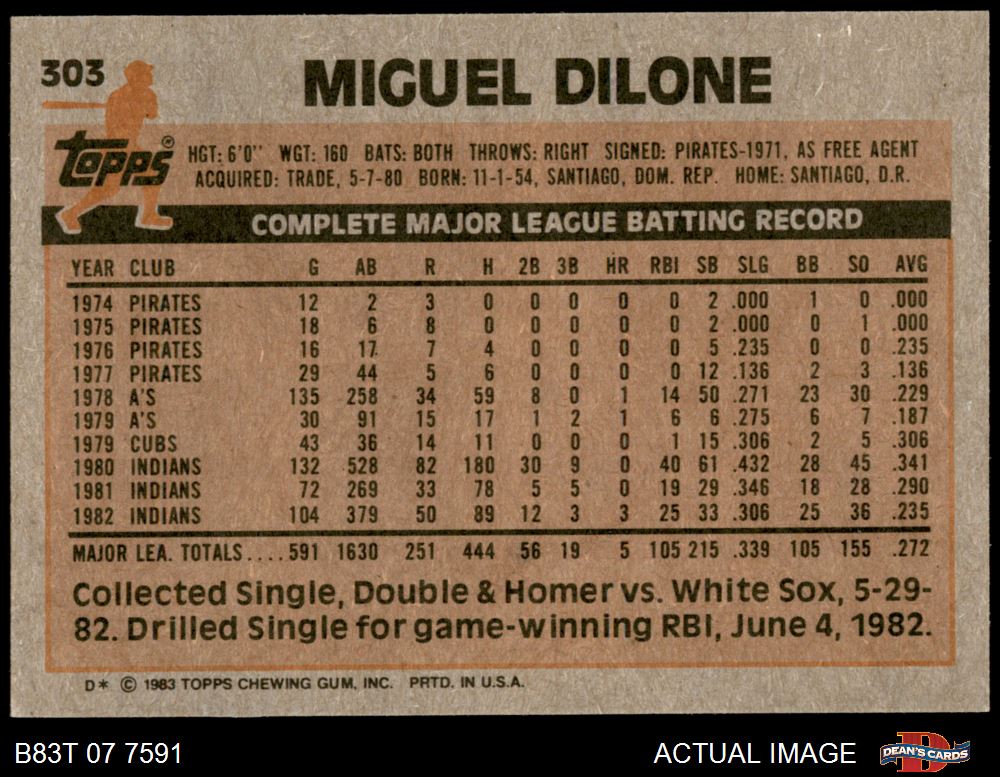 303
MIGUEL DILONE
Topps®
HGT: 6'0" WGT: 160 BATS: BOTH THROWS: RIGHT SIGNED: PIRATES-1971, AS FREE AGENT
ACQUIRED: TRADE, 5-7-80 BORN: 11-1-54, SANTIAGO, DOM. REP. HOME: SANTIAGO, D.R.
COMPLETE MAJOR LEAGUE BATTING RECORD
YEAR CLUB G AB R H 2B 3B HR RBI SB SLG BB SO AVG
1974 PIRATES 12 2 3 0 0 0 0 0 2 .000 1 0 .000
1975 PIRATES 18 6 8 0 0 0 0 0 2 .000 0 1 .000
1976 PIRATES 16 17 7 4 0 0 0 0 5 .235 0 0 .235
1977 PIRATES 29 44 5 6 0 0 0 0 12 .136 2 3 .136
1978 A'S 135 258 34 59 8 0 1 14 50 .271 23 30 .229
1979 A'S 30 91 15 17 1 2 1 6 6 .275 6 7 .187
1979 CUBS 43 36 14 11 0 0 0 1 15 .306 2 5 .306
1980 INDIANS 132 528 82 180 30 9 0 40 61 .432 28 45 .341
1981 INDIANS 72 269 33 78 5 5 0 19 29 .346 18 28 .290
1982 INDIANS 104 379 50 89 12 3 3 25 33 .306 25 36 .235
MAJOR LEA. TOTALS.... 591 1630 251 444 56 19 5 105 215 .339 105 155 .272
Collected Single, Double & Homer vs. White Sox, 5-29-
82. Drilled Single for game-winning RBI, June 4, 1982.
D* © 1983 TOPPS CHEWING GUM, INC. PRTD. IN U.S.A.
B83T 07 7591 ACTUAL IMAGE DEAN'S CARDS